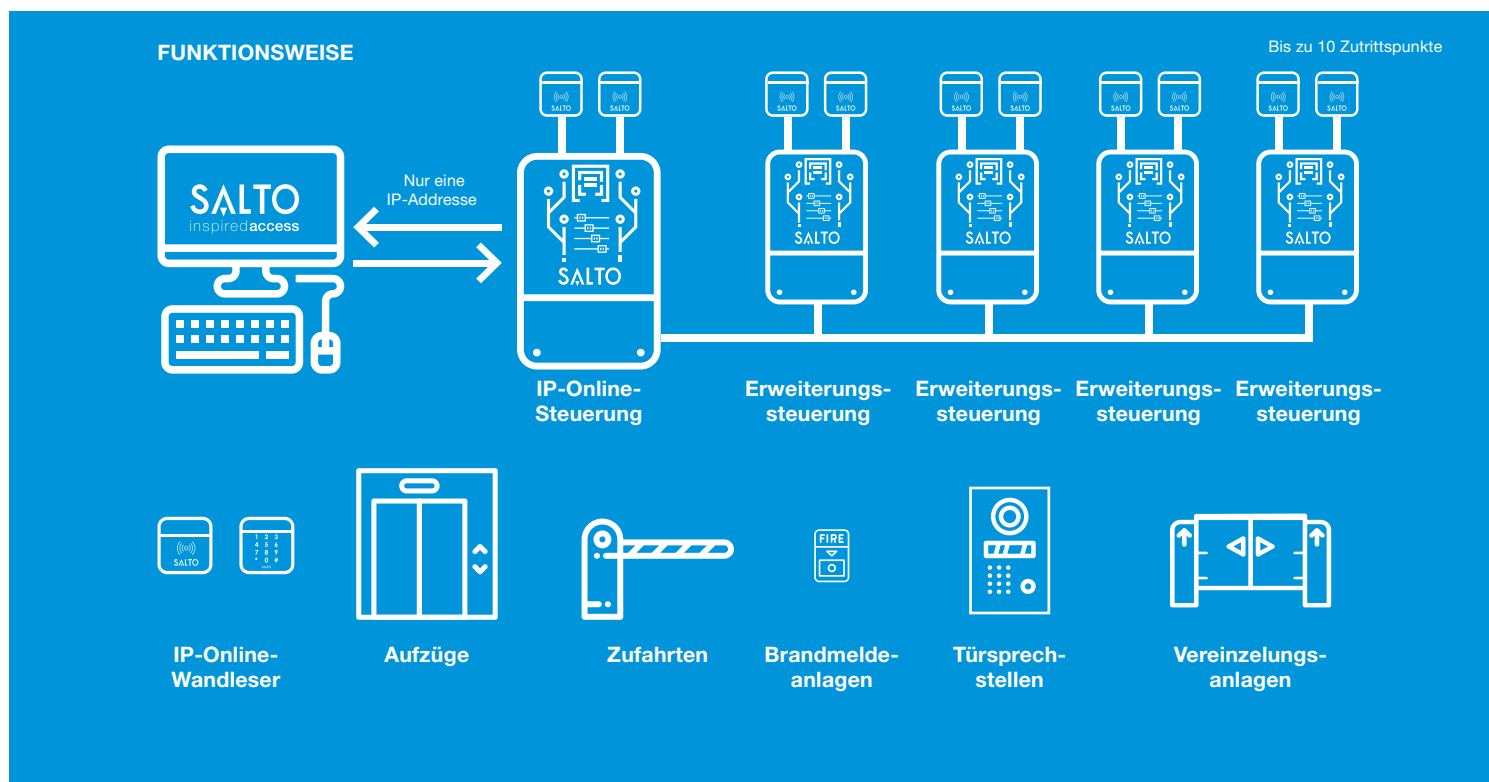 FUNKTIONSWEISE
Bis zu 10 Zutrittspunkte
SALTO SALTO SALTO SALTO SALTO SALTO SALTO SALTO SALTO SALTO
SALTO
inspiredaccess
Nur eine
IP-Addresse
SALTO
SALTO
SALTO
SALTO
SALTO
IP-Online-
Steuerung
Erweiterungs-
steuerung
Erweiterungs-
steuerung
Erweiterungs-
steuerung
Erweiterungs-
steuerung
SALTO
1 2 3
4 5 6
7 8 9
* 0 #
SALTO
FIRE
IP-Online-
Wandleser
Aufzüge
Zufahrten
Brandmelde-
anlagen
Türsprech-
stellen
Vereinzelungs-
anlagen